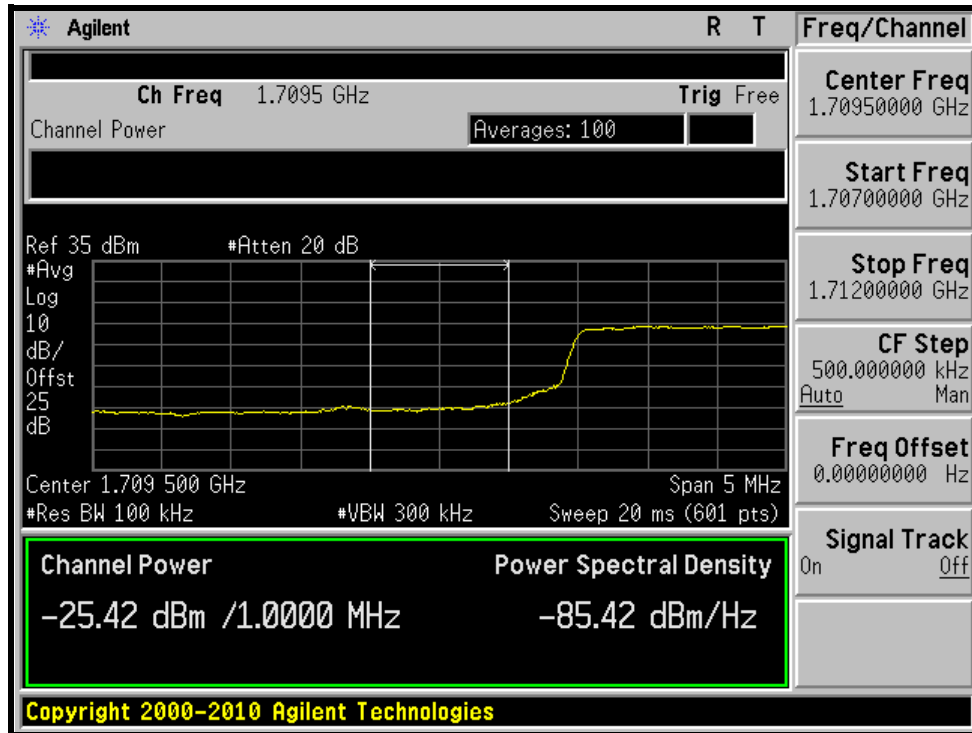 Agilent R T Freq/Channel
Ch Freq 1.7095 GHz Trig Free
Channel Power Averages: 100
Ref 35 dBm #Atten 20 dB
#Avg
Log
10
dB/
Offst
25
dB
Center 1.709 500 GHz Span 5 MHz
#Res BW 100 kHz #VBW 300 kHz Sweep 20 ms (601 pts)
Channel Power Power Spectral Density
-25.42 dBm /1.0000 MHz -85.42 dBm/Hz
Copyright 2000-2010 Agilent Technologies
Center Freq
1.70950000 GHz
Start Freq
1.70700000 GHz
Stop Freq
1.71200000 GHz
CF Step
500.000000 kHz
Auto Man
Freq Offset
0.00000000 Hz
Signal Track
On Off